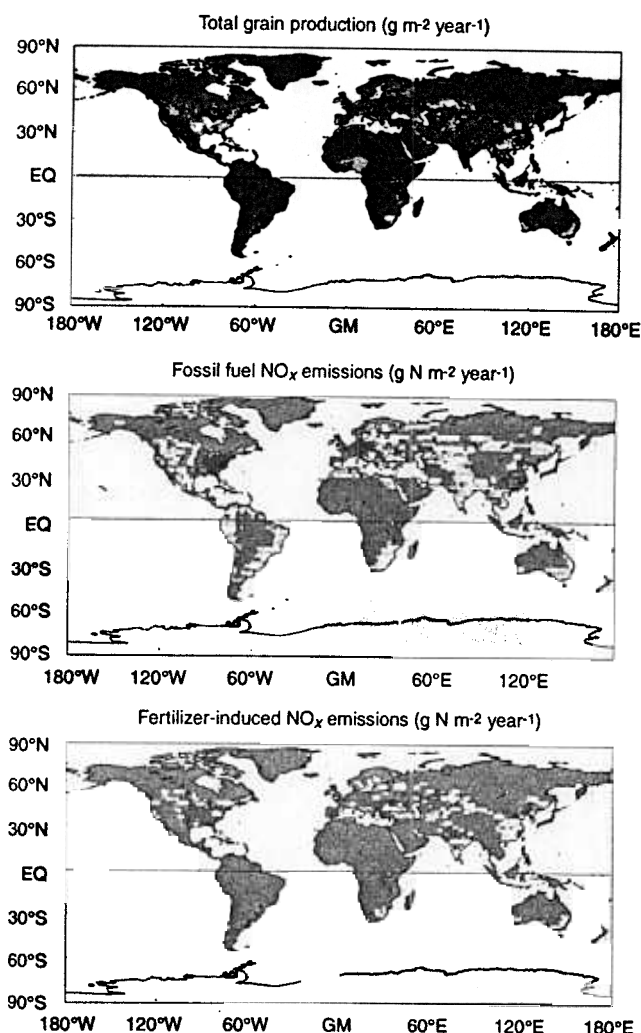 Total grain production (g m-2 year-1)
90°N
60°N
30°N
EQ
30°S
60°S
90°S
180°W 120°W 60°W GM 60°E 120°E 180°E
Fossil fuel NOx emissions (g N m-2 year-1)
90°N
60°N
30°N
EQ
30°S
60°S
90°S
180°W 120°W 60°W GM 60°E 120°E
Fertilizer-induced NOx emissions (g N m-2 year-1)
90°N
60°N
30°N
EQ
30°S
60°S
90°S
180°W 120°W 60°W GM 60°E 120°E 180°E